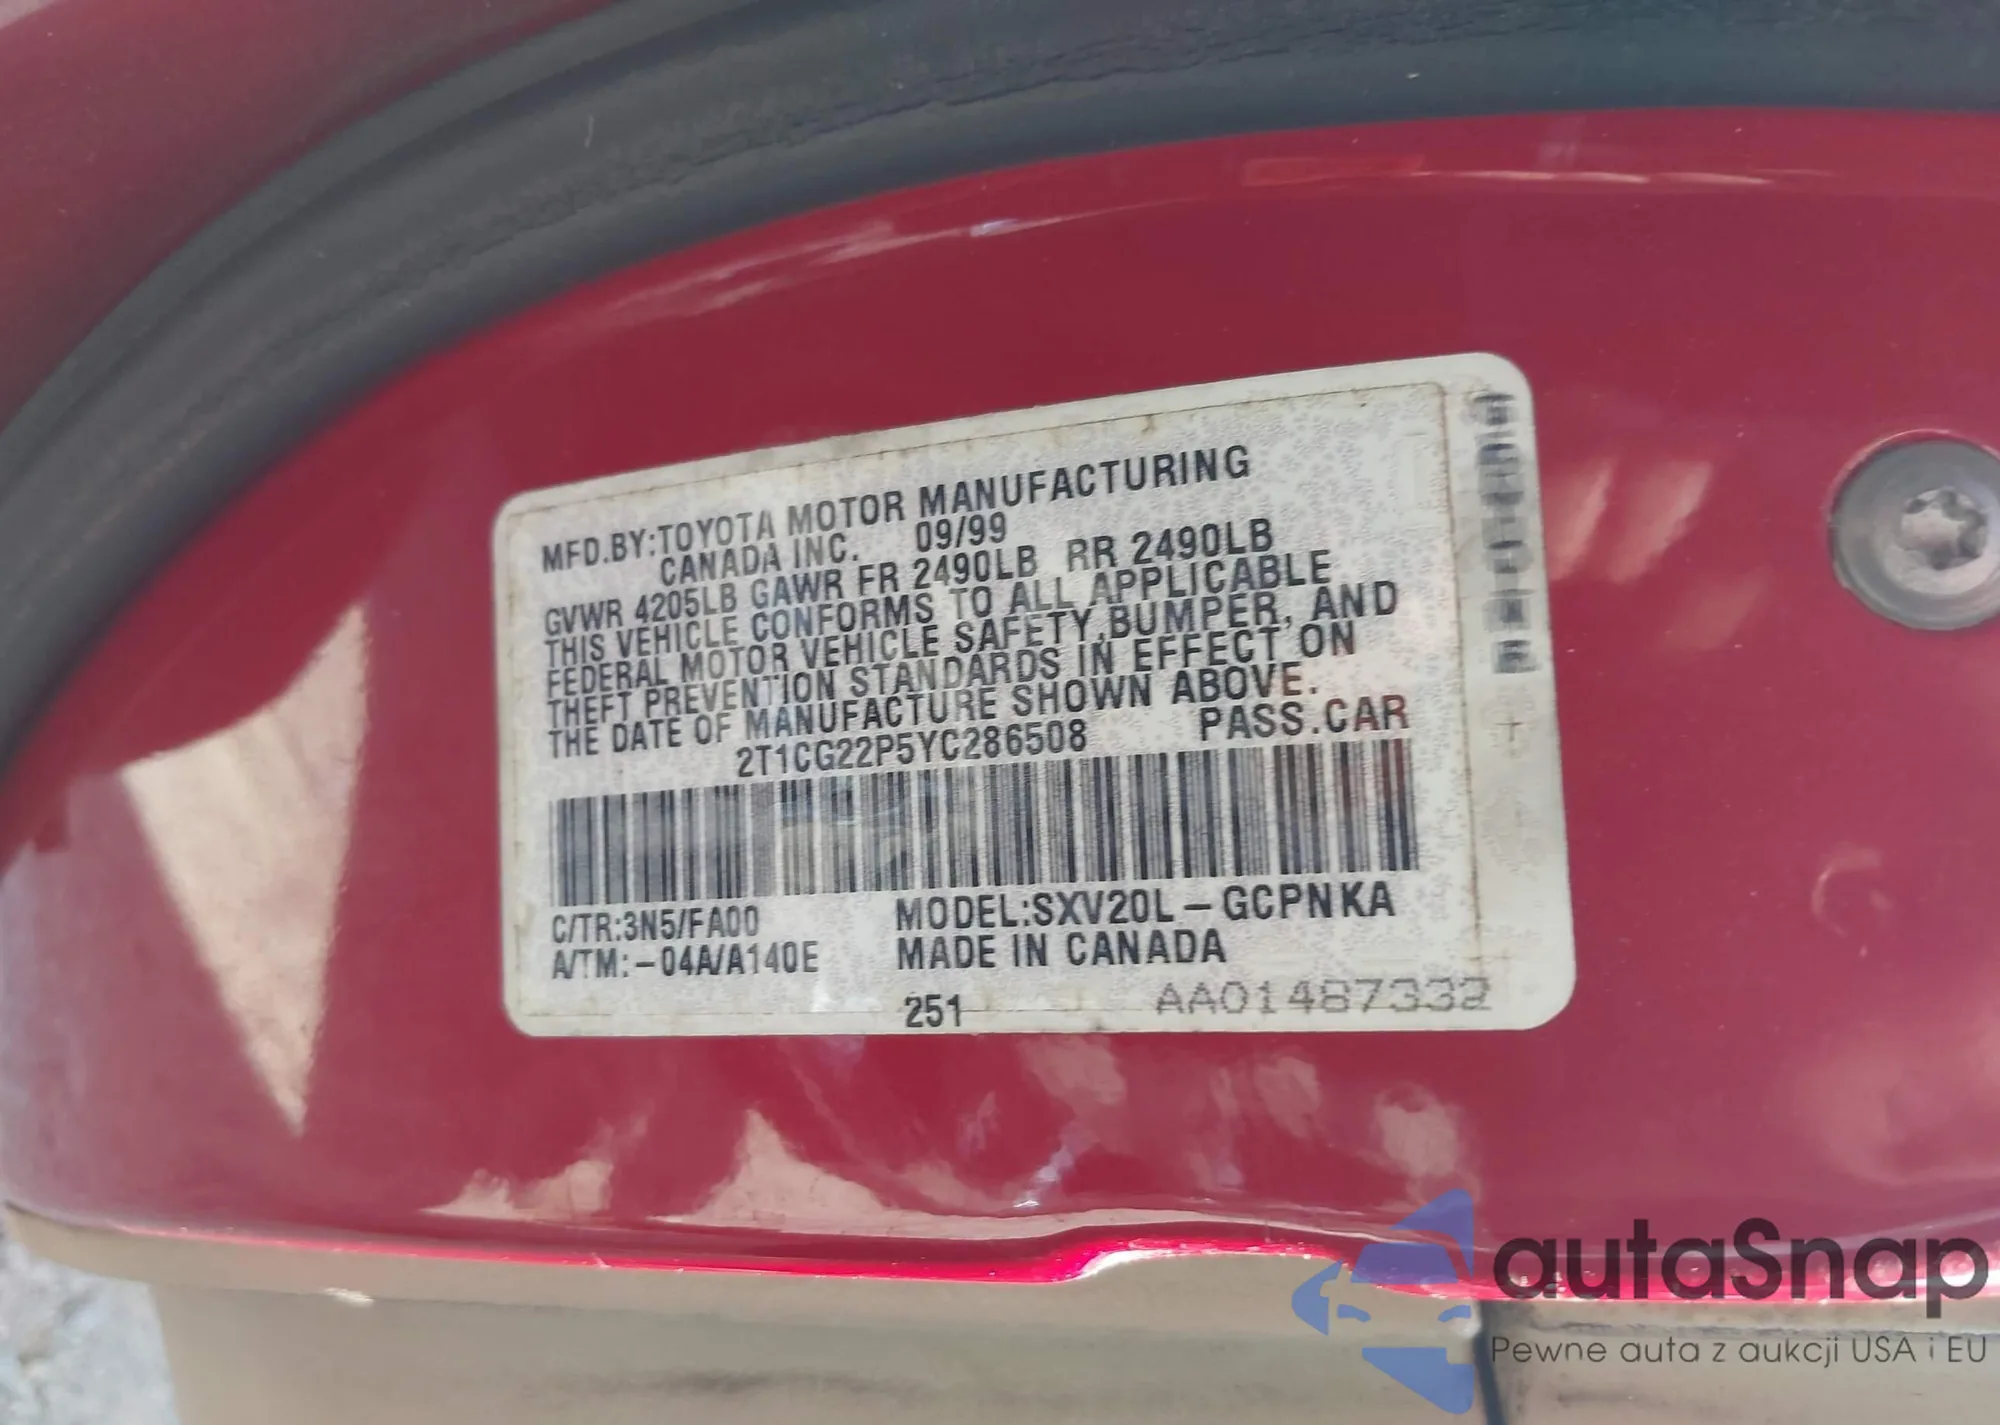 MFD.BY:TOYOTA MOTOR MANUFACTURING
CANADA INC. 09/99
GVWR 4205LB GAWR FR 2490LB RR 2490LB
THIS VEHICLE CONFORMS TO ALL APPLICABLE
FEDERAL MOTOR VEHICLE SAFETY,BUMPER, AND
THEFT PREVENTION STANDARDS IN EFFECT ON
THE DATE OF MANUFACTURE SHOWN ABOVE.
2T1CG22P5YC286508 PASS.CAR
C/TR:3N5/FA00 MODEL:SXV20L-GCPNKA
A/TM:-04A/A140E MADE IN CANADA
251 AA01487332
autaSnap
Pewne auta z aukcji USA i EU